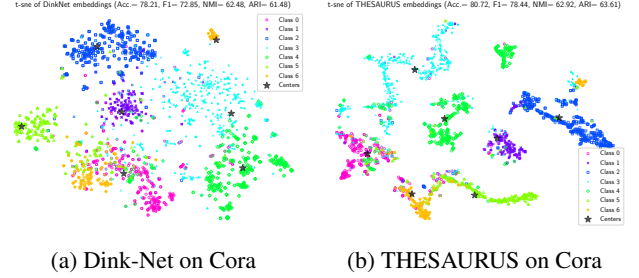 t-sne of DinkNet embeddings (Acc.— 78.21, F1— 72.85, NMI— 62.48, ARI— 61.48)
Class 0
Class 1
Class 2
Class 3
Class 4
Class 5
Class 6
Centers
t-sne of THESAURUS embeddings (Acc.— 80.72, F1— 78.44, NMI— 62.92, ARI— 63.61)
Class 0
Class 1
Class 2
Class 3
Class 4
Class 5
Class 6
Centers
(a) Dink-Net on Cora
(b) THESAURUS on Cora